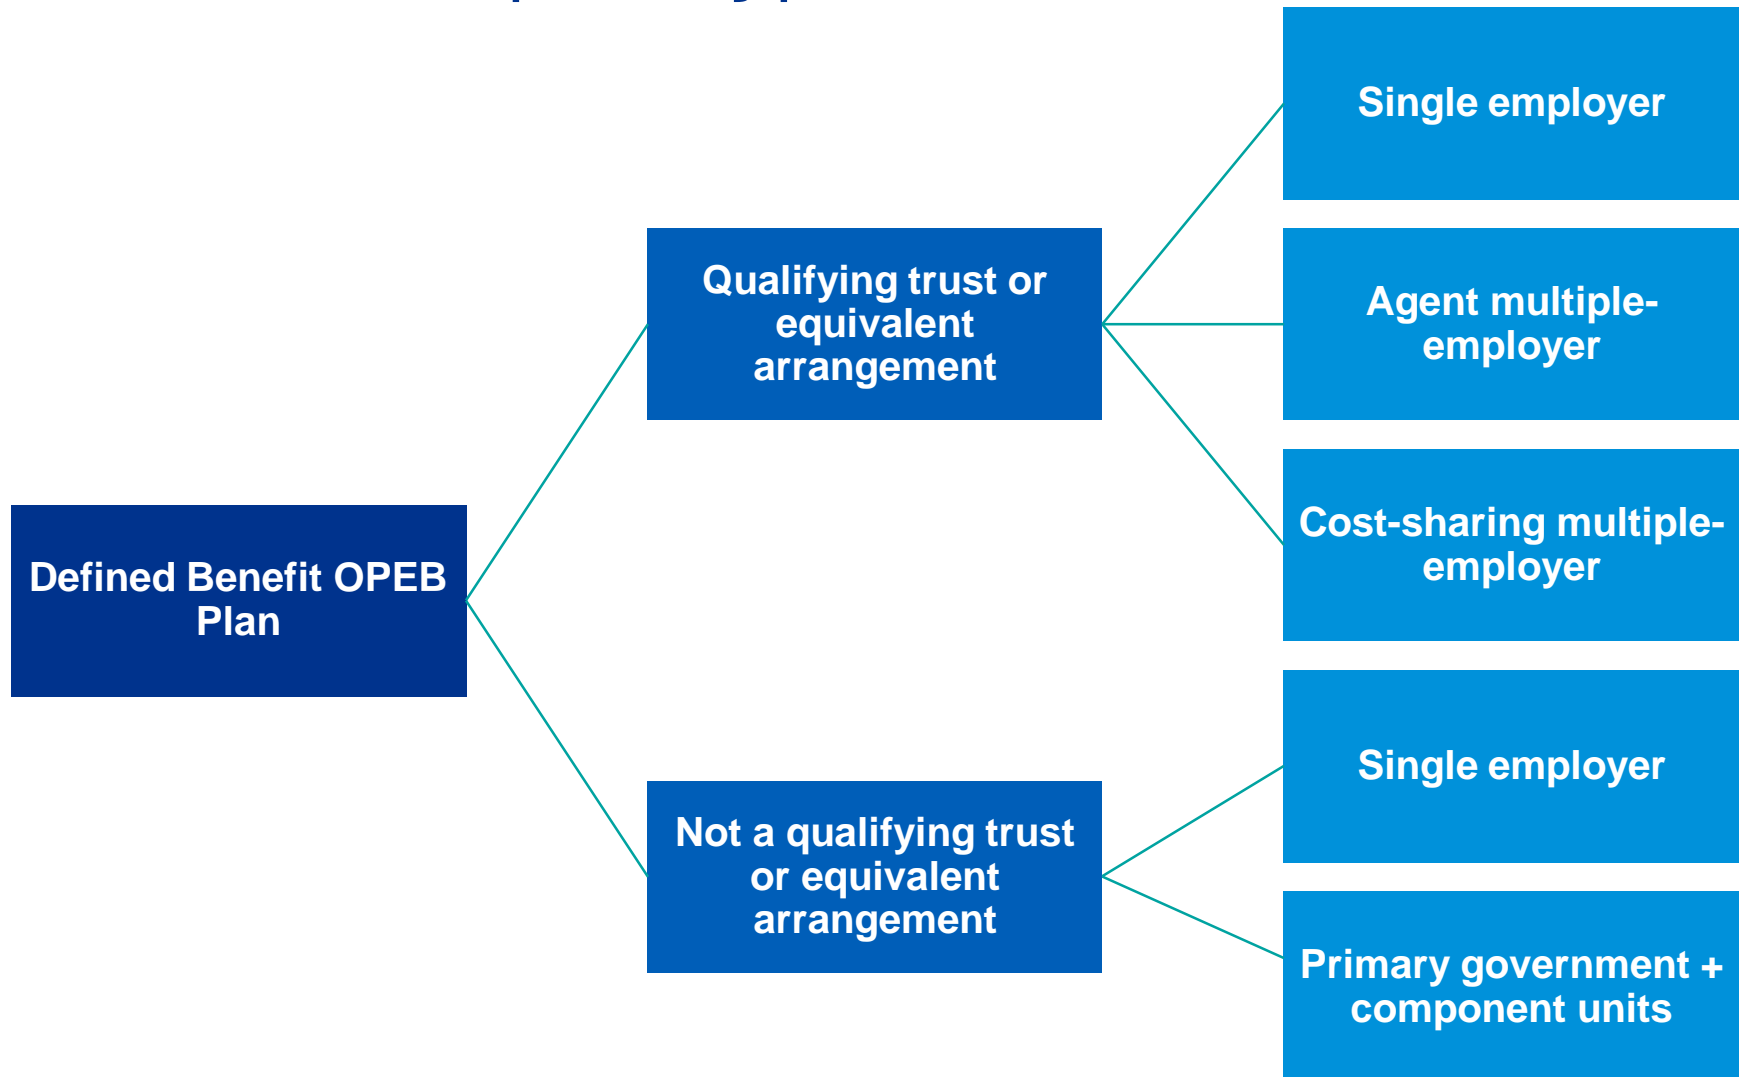 Single employer
Qualifying trust or
equivalent
arrangement
Agent multiple-
employer
Cost-sharing multiple-
employer
Defined Benefit OPEB
Plan
Single employer
Not a qualifying trust
or equivalent
arrangement
Primary government +
component units